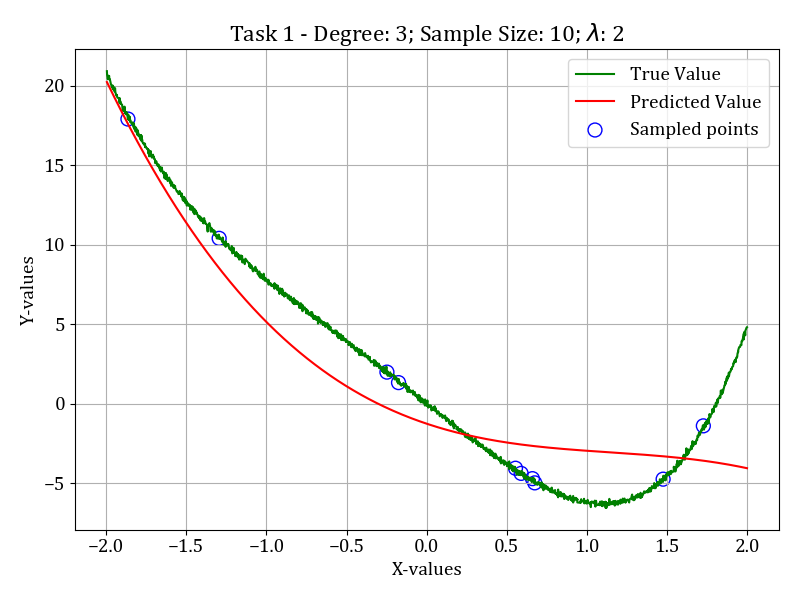 Task 1 - Degree: 3; Sample Size: 10; λ: 2
True Value
Predicted Value
Sampled points
20
15
10
5
0
−5
Y-values
−2.0 −1.5 −1.0 −0.5 0.0 0.5 1.0 1.5 2.0
X-values